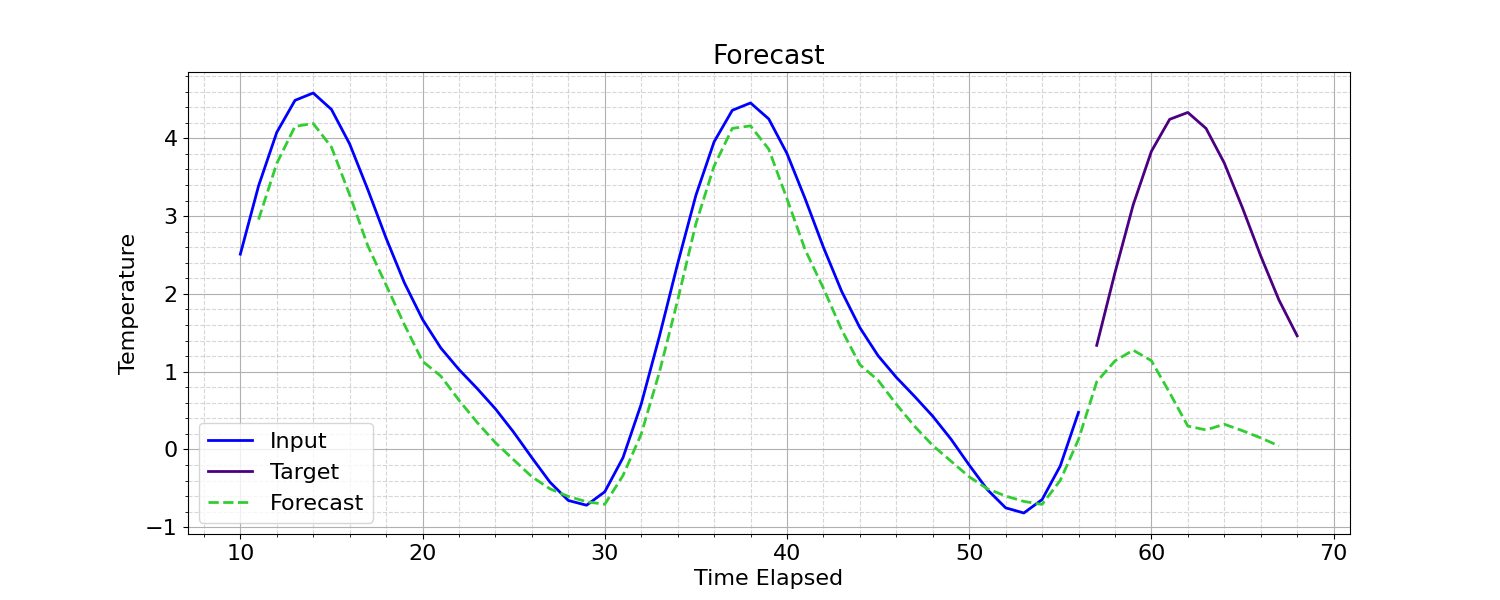 Forecast
Temperature
4
3
2
1
0
−1
Input
Target
Forecast
10 20 30 40 50 60 70
Time Elapsed